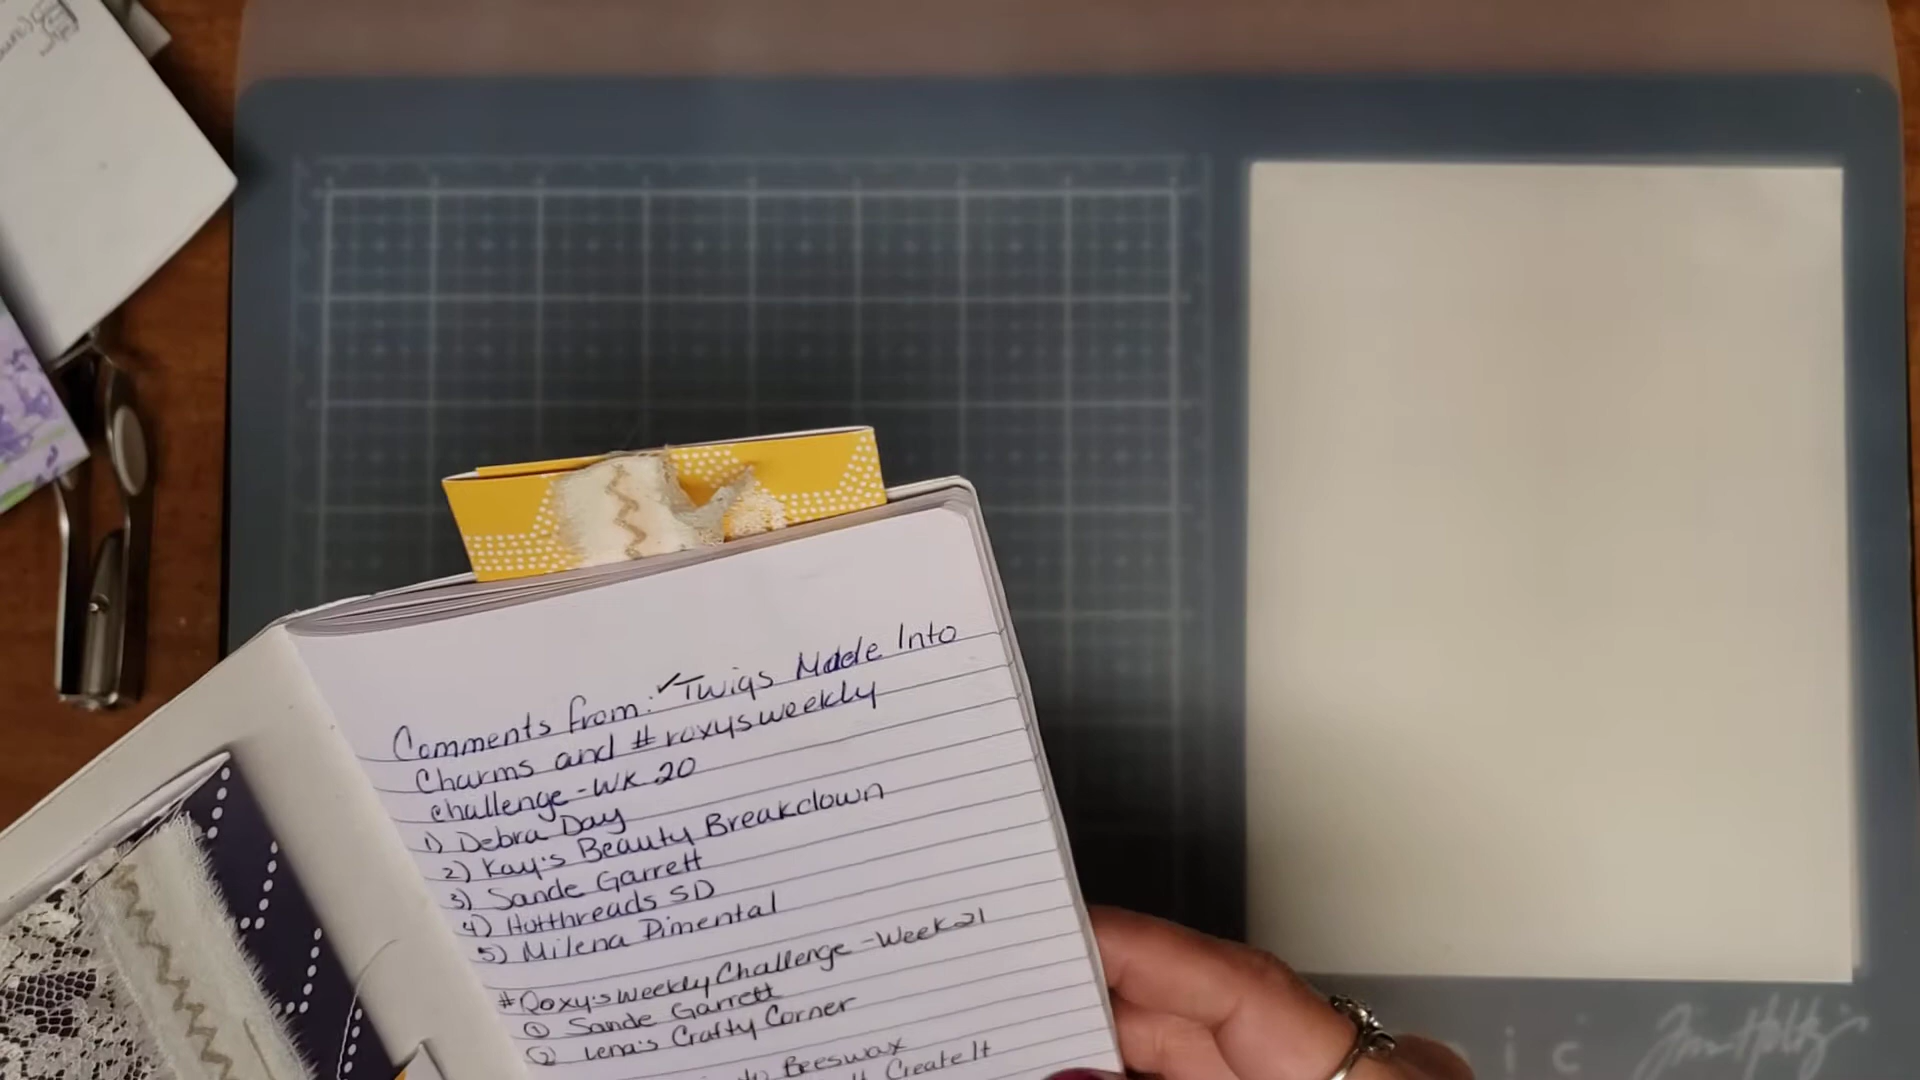 Comments from: ✓Twigs Made Into
Charms and #roxysweekly
challenge - WK 20
1) Debra Day
2) Kay's Beauty Breakdown
3) Sande Garrett
4) Hotthreads SD
5) Milena Pimental
#Roxy's Weekly Challenge - Week 21
① Sande Garrett
② Lena's Crafty Corner
Beeswax
Create It
Tim Holtz